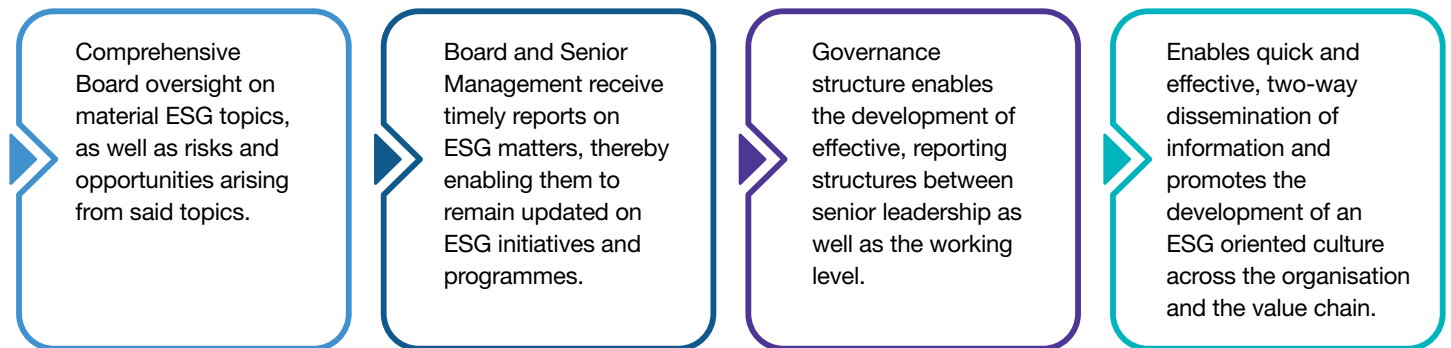 Comprehensive
Board oversight on
material ESG topics,
as well as risks and
opportunities arising
from said topics.
Board and Senior
Management receive
timely reports on
ESG matters, thereby
enabling them to
remain updated on
ESG initiatives and
programmes.
Governance
structure enables
the development of
effective, reporting
structures between
senior leadership as
well as the working
level.
Enables quick and
effective, two-way
dissemination of
information and
promotes the
development of an
ESG oriented culture
across the organisation
and the value chain.